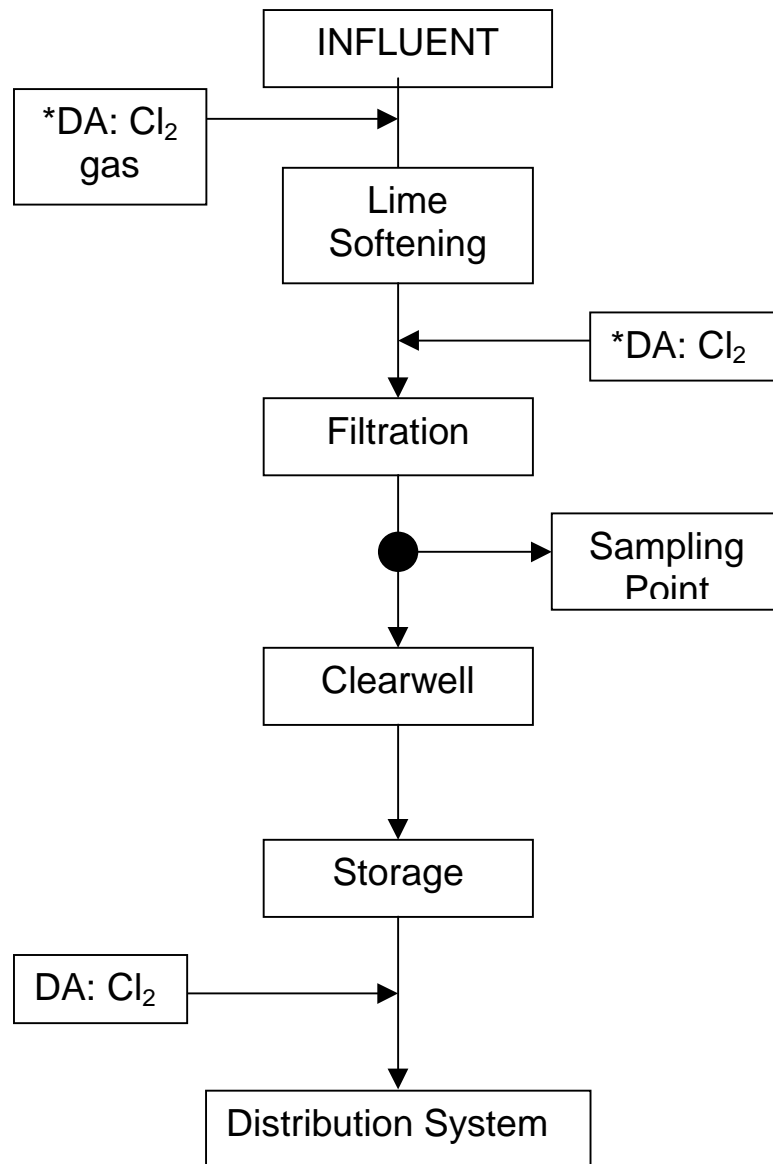 INFLUENT
*DA: Cl₂
gas
Lime
Softening
*DA: Cl₂
Filtration
Sampling
Point
Clearwell
Storage
DA: Cl₂
Distribution System